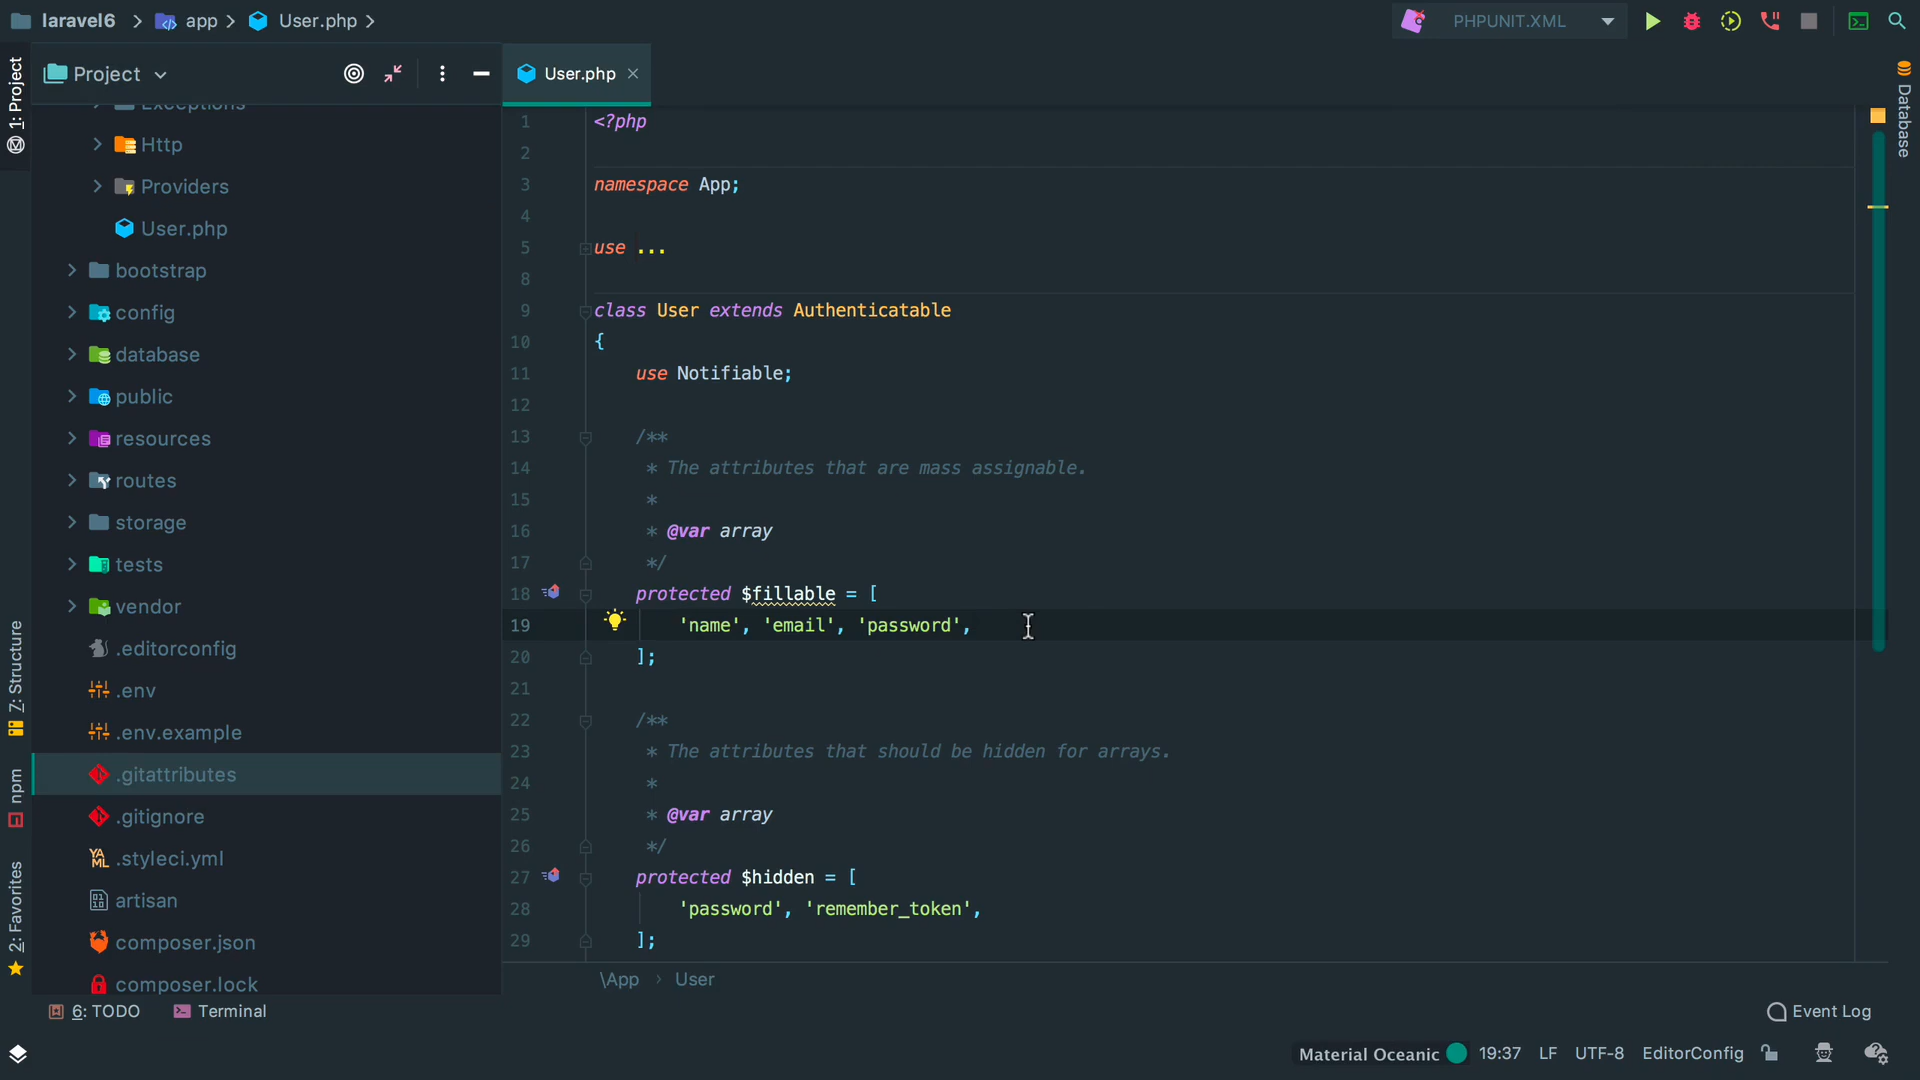 laravel6 > app > User.php >
PHPUNIT.XML
Project
User.php
1: Project
Exceptions
Http
Providers
User.php
bootstrap
config
database
public
resources
routes
storage
tests
vendor
.editorconfig
.env
.env.example
.gitattributes
.gitignore
.styleci.yml
artisan
composer.json
composer.lock
7: Structure
npm
2: Favorites
Database
1 <?php
2
3 namespace App;
4
5 use ...
8
9 class User extends Authenticatable
10 {
11 use Notifiable;
12
13 /**
14 * The attributes that are mass assignable.
15 *
16 * @var array
17 */
18 protected $fillable = [
19 'name', 'email', 'password',
20 ];
21
22 /**
23 * The attributes that should be hidden for arrays.
24 *
25 * @var array
26 */
27 protected $hidden = [
28 'password', 'remember_token',
29 ];
\App > User
6: TODO Terminal
Event Log
Material Oceanic 19:37 LF UTF-8 EditorConfig